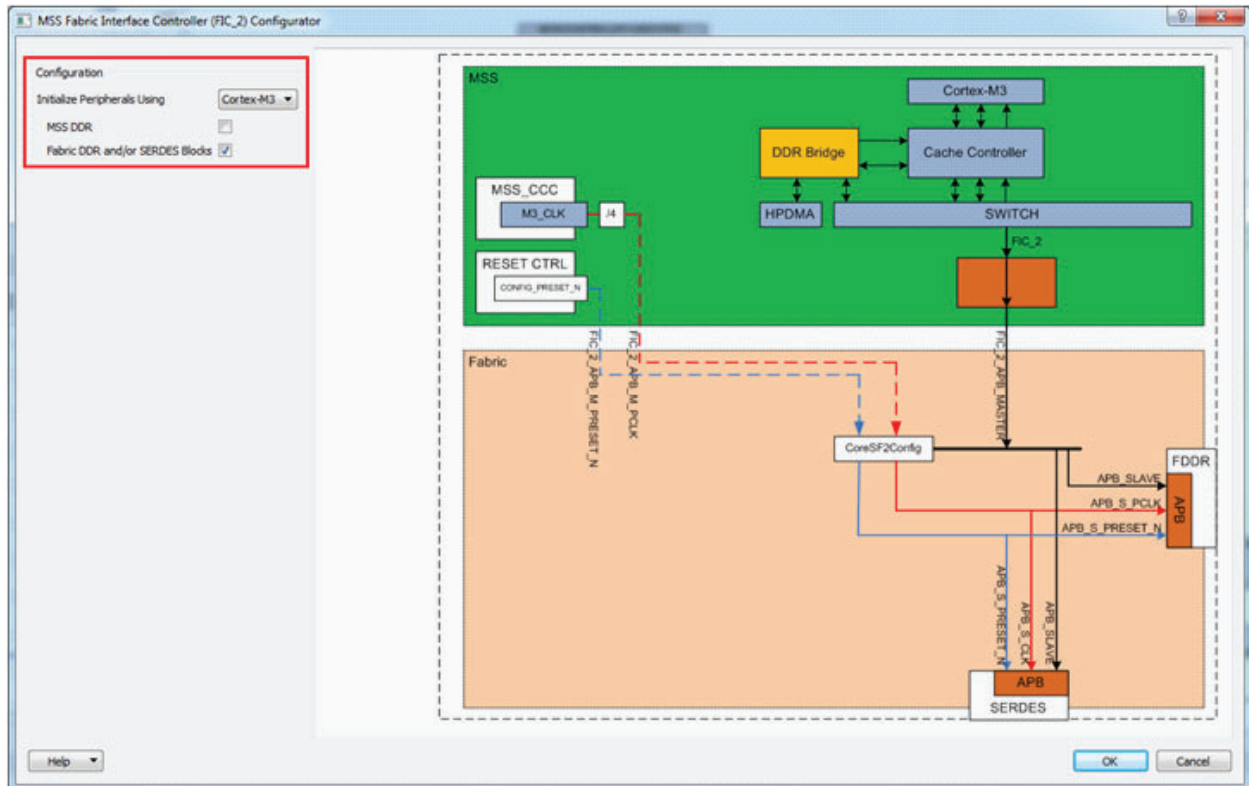 MSS Fabric Interface Controller (FIC_2) Configurator
Configuration
Initialize Peripherals Using Cortex-M3
MSS DDR
Fabric DDR and/or SERDES Blocks
MSS
Cortex-M3
DDR Bridge
Cache Controller
MSS_CCC
M3_CLK
/4
HPDMA
SWITCH
FIC_2
RESET CTRL
CONFIG_PRESET_N
FIC_2_APB_M_PRESET_N
FIC_2_APB_M_PCLK
FIC_2_APB_MASTER
Fabric
CoreSF2Config
FDDR
APB_SLAVE
APB_S_PCLK
APB
APB_S_PRESET_N
APB_S_PRESET_N
APB_S_CLK
APB_SLAVE
APB
SERDES
Help
OK
Cancel